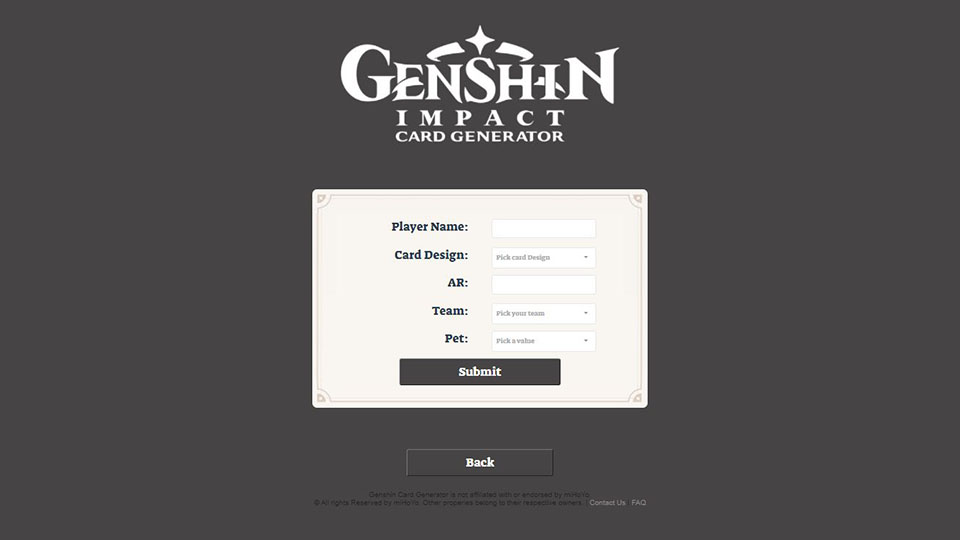 GENSHIN
IMPACT
CARD GENERATOR
Player Name:
Card Design: Pick card Design
AR:
Team: Pick your team
Pet: Pick a value
Submit
Back
Genshin Card Generator is not affiliated with or endorsed by miHoYo.
© All rights Reserved by miHoYo. Other properies belong to their respective owners. | Contact Us FAQ